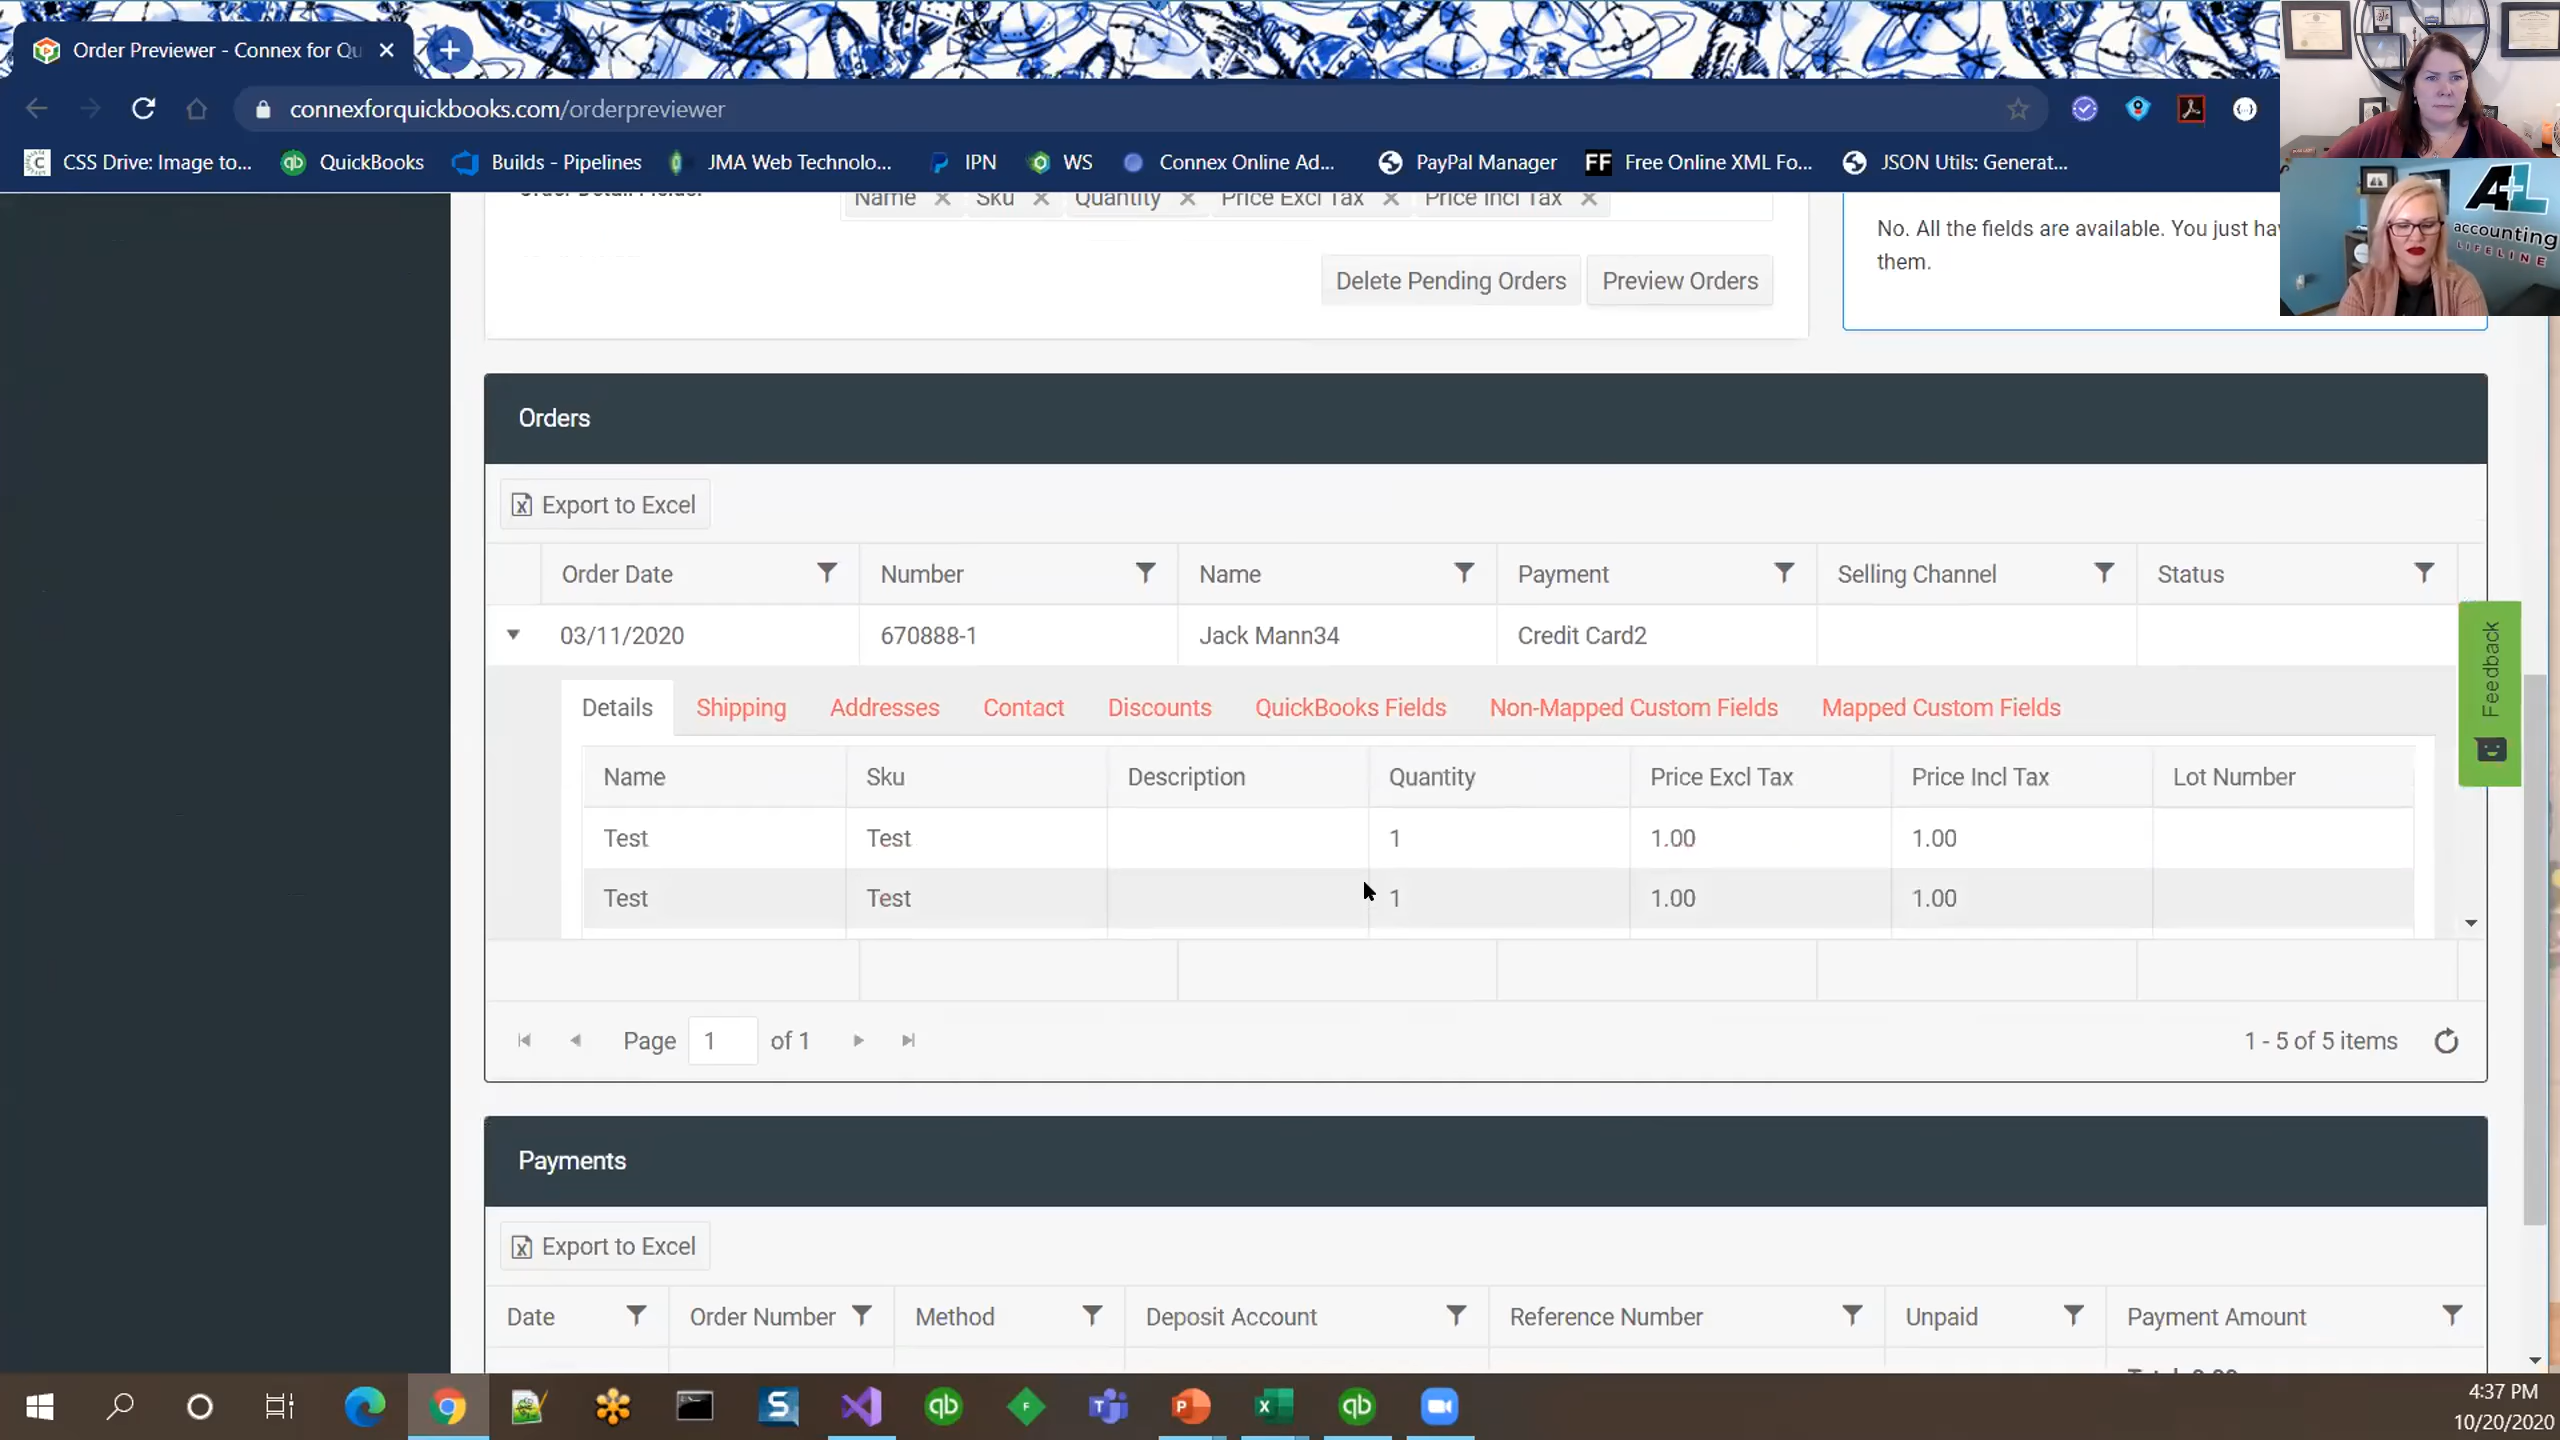 Order Previewer - Connex for Qu
connexforquickbooks.com/orderpreviewer
CSS Drive: Image to... QuickBooks Builds - Pipelines JMA Web Technolo... IPN WS Connex Online Ad... PayPal Manager FF Free Online XML Fo... JSON Utils: Generat...
A+L
accounting
LIFELINE
Name Sku Quantity Price Excl Tax Price Incl Tax
No. All the fields are available. You just ha
them.
Delete Pending Orders Preview Orders
Orders
Export to Excel
Order Date Number Name Payment Selling Channel Status
03/11/2020 670888-1 Jack Mann34 Credit Card2
Feedback
Details Shipping Addresses Contact Discounts QuickBooks Fields Non-Mapped Custom Fields Mapped Custom Fields
Name Sku Description Quantity Price Excl Tax Price Incl Tax Lot Number
Test Test 1 1.00 1.00
Test Test 1 1.00 1.00
Page 1 of 1 1 - 5 of 5 items
Payments
Export to Excel
Date Order Number Method Deposit Account Reference Number Unpaid Payment Amount
4:37 PM
10/20/2020